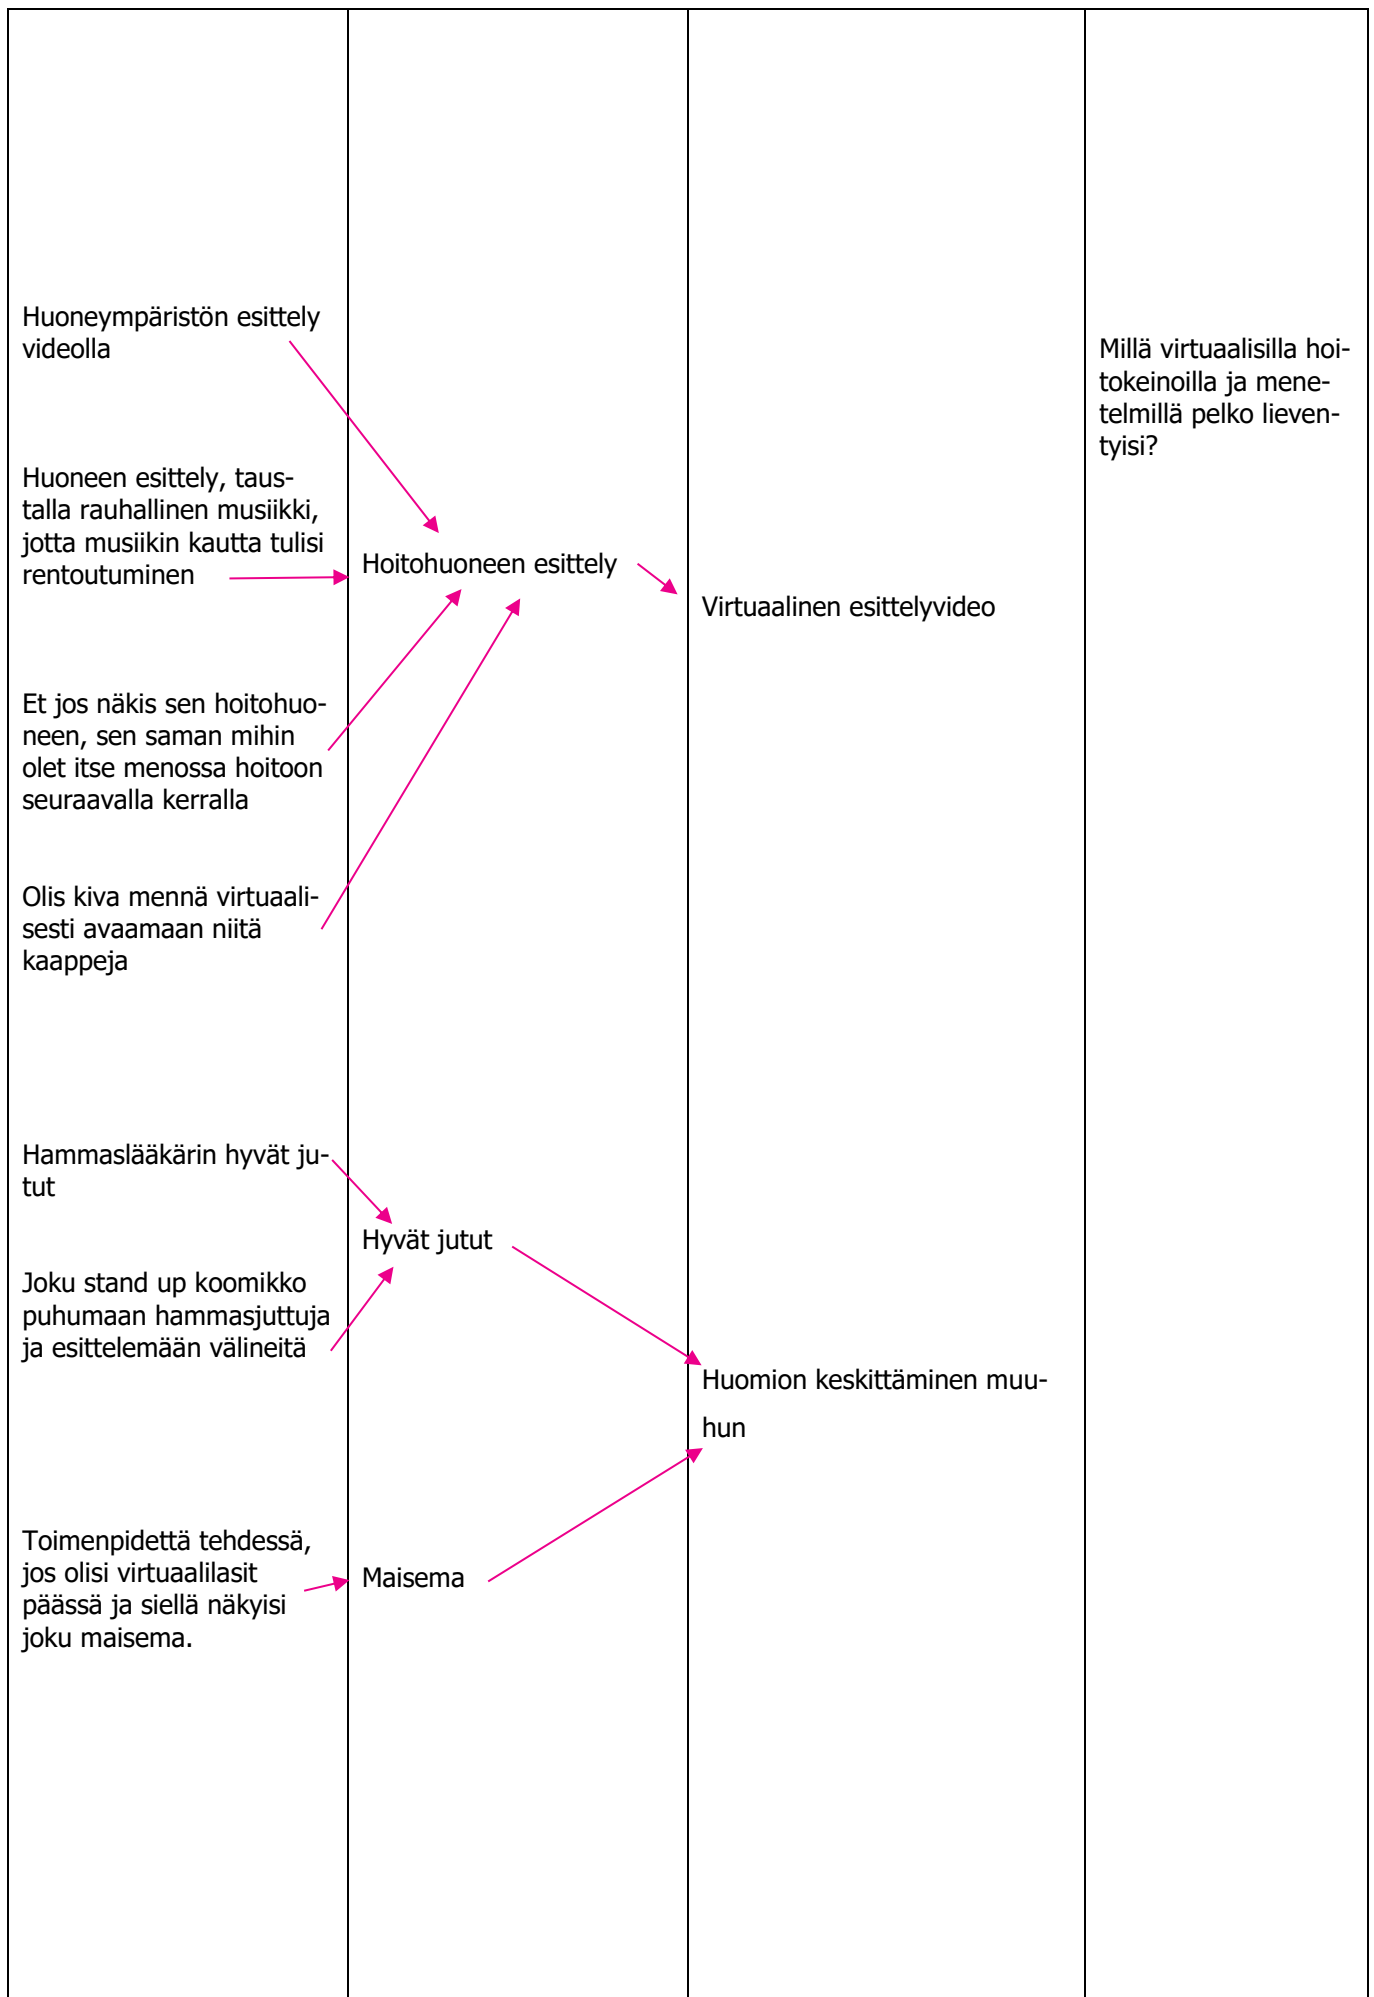 Huoneympäristön esittely
videolla
Huoneen esittely, taus-
talla rauhallinen musiikki,
jotta musiikin kautta tulisi
rentoutuminen
Et jos näkis sen hoitohuo-
neen, sen saman mihin
olet itse menossa hoitoon
seuraavalla kerralla
Olis kiva mennä virtuaali-
sesti avaamaan niitä
kaappeja
Hammaslääkärin hyvät ju-
tut
Joku stand up koomikko
puhumaan hammasjuttuja
ja esittelemään välineitä
Toimenpidettä tehdessä,
jos olisi virtuaalilasit
päässä ja siellä näkyisi
joku maisema.
Hoitohuoneen esittely
Hyvät jutut
Maisema
Virtuaalinen esittelyvideo
Huomion keskittäminen muu-
hun
Millä virtuaalisilla hoi-
tokeinoilla ja mene-
telmillä pelko lieven-
tyisi?